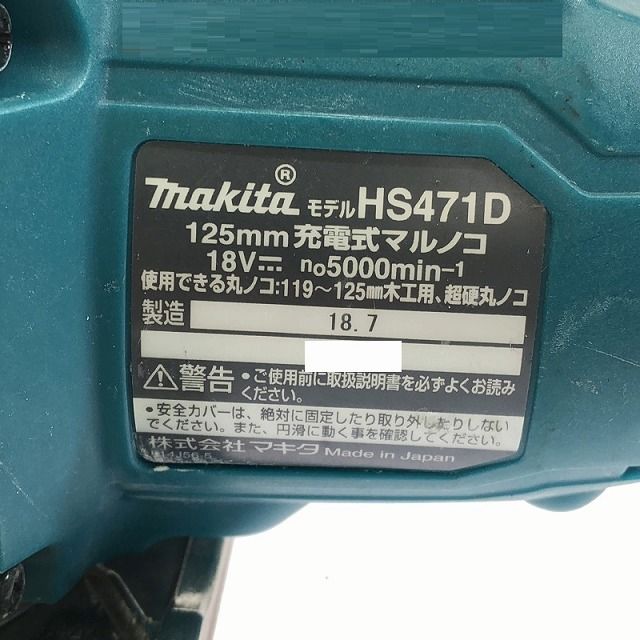 makita® モデル HS471D
125mm 充電式マルノコ
18V⎓ no5000min-1
使用できる丸ノコ:119～125mm木工用、超硬丸ノコ
製造 18.7
⚠警告 •ご使用前に取扱説明書を必ずよくお読み
ください。
•安全カバーは、絶対に固定したり取り外したりしない
でください。また、円滑に動く事を確認してください。
株式会社マキタ Made in Japan